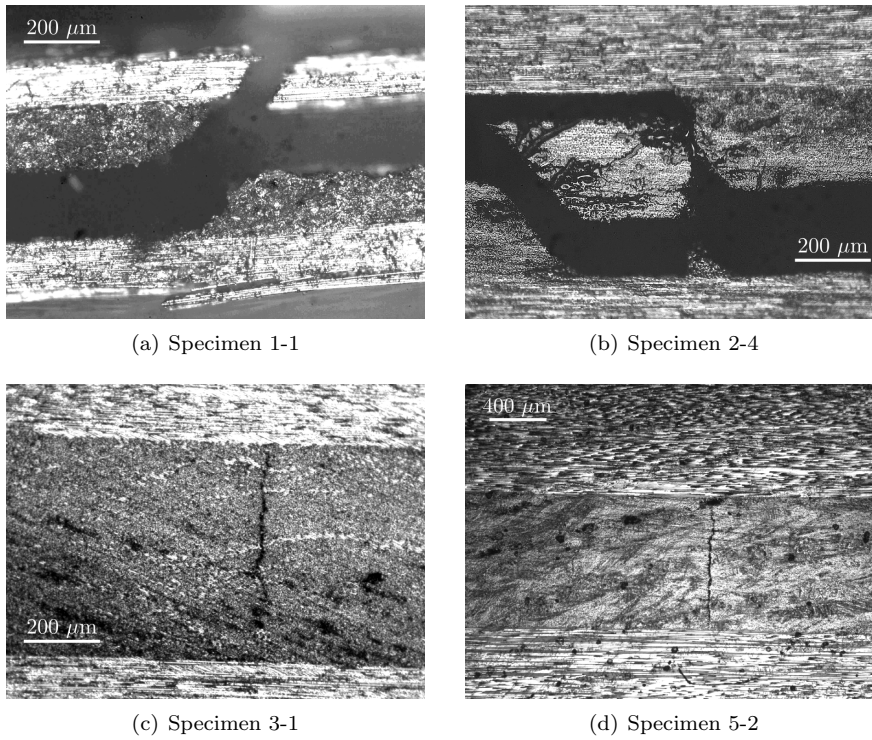 200 μm
(a) Specimen 1-1
200 μm
(b) Specimen 2-4
200 μm
(c) Specimen 3-1
400 μm
(d) Specimen 5-2